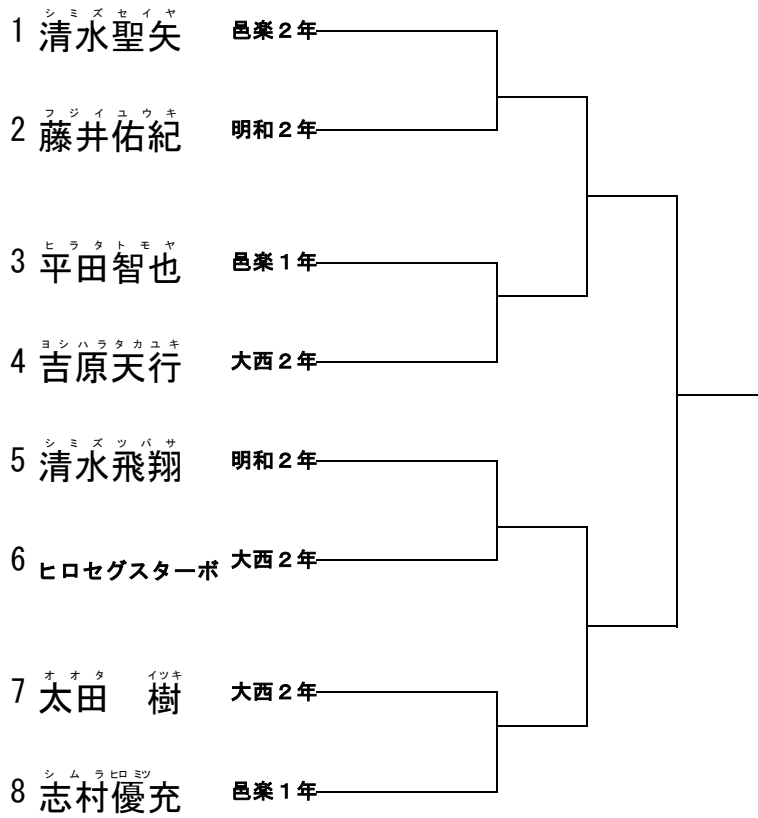 シミズセイヤ
1 清水聖矢 邑楽２年
フジイユウキ
2 藤井佑紀 明和２年
ヒラタトモヤ
3 平田智也 邑楽１年
ヨシハラタカユキ
4 吉原天行 大西２年
シミズツバサ
5 清水飛翔 明和２年
6 ヒロセグスターボ 大西２年
オオタ イツキ
7 太田 樹 大西２年
シムラヒロミツ
8 志村優充 邑楽１年